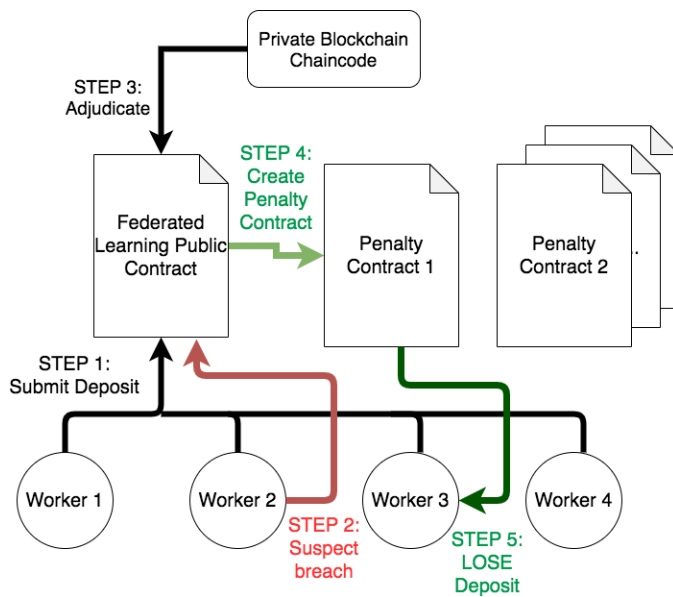 Private Blockchain
Chaincode
STEP 3:
Adjudicate
STEP 4:
Create
Penalty
Contract
Federated
Learning Public
Contract
Penalty
Contract 1
Penalty
Contract 2
..
STEP 1:
Submit Deposit
Worker 1
Worker 2
Worker 3
Worker 4
STEP 2:
Suspect
breach
STEP 5:
LOSE
Deposit